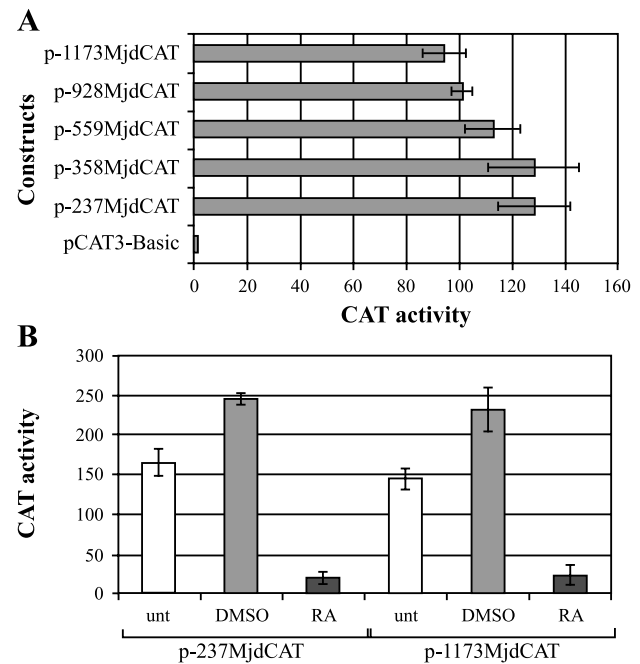 A
Constructs
p-1173MjdCAT
p-928MjdCAT
p-559MjdCAT
p-358MjdCAT
p-237MjdCAT
pCAT3-Basic
0 20 40 60 80 100 120 140 160
CAT activity
B
CAT activity
300
250
200
150
100
50
0
unt DMSO RA unt DMSO RA
p-237MjdCAT p-1173MjdCAT